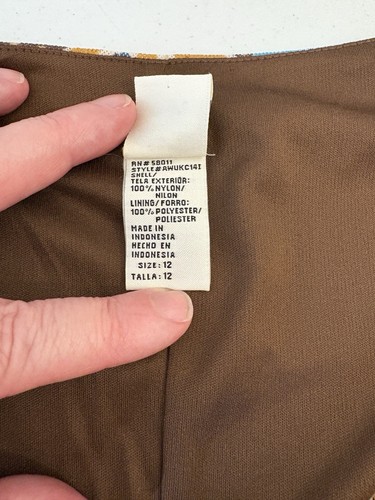 RN# 58011
STYLE#AWUKC14I
SHELL/
TELA EXTERIOR:
100% NYLON/
NILON
LINING/FORRO:
100% POLYESTER/
POLIESTER
MADE IN
INDONESIA
HECHO EN
INDONESIA
SIZE: 12
TALLA: 12